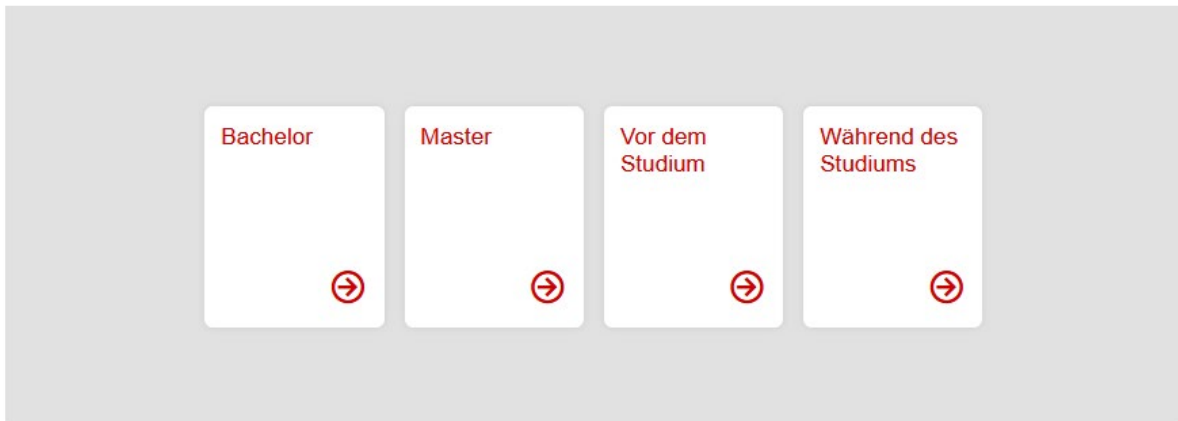 Bachelor
Master
Vor dem
Studium
Während des
Studiums